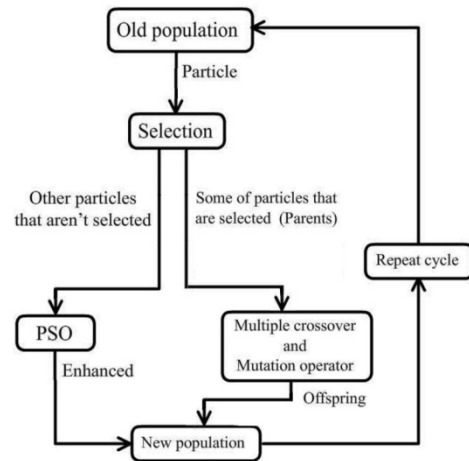 Old population
Particle
Selection
Other particles
that aren't selected
Some of particles that
are selected (Parents)
Repeat cycle
PSO
Multiple crossover
and
Mutation operator
Enhanced
Offspring
New population